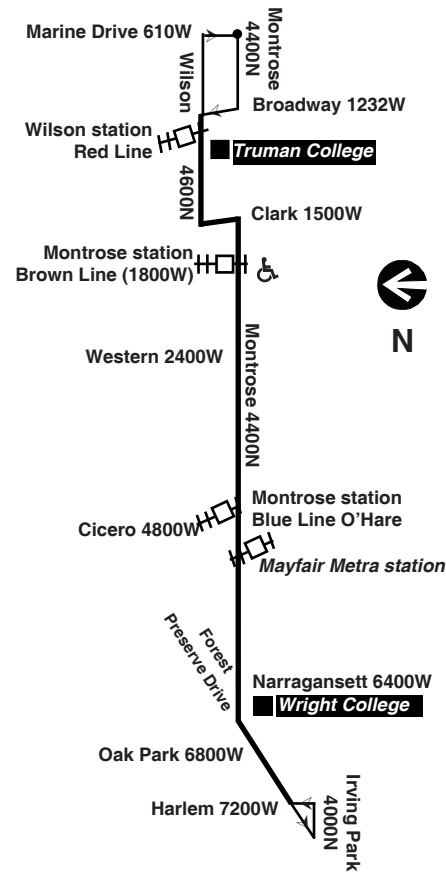 Marine Drive 610W
Montrose
4400N
Wilson
Broadway 1232W
Wilson station
Red Line
Truman College
4600N
Clark 1500W
Montrose station
Brown Line (1800W)
N
Western 2400W
Montrose 4400N
Montrose station
Blue Line O’Hare
Cicero 4800W
Mayfair Metra station
Forest
Preserve Drive
Narragansett 6400W
Wright College
Oak Park 6800W
Harlem 7200W
Irving Park
4000N